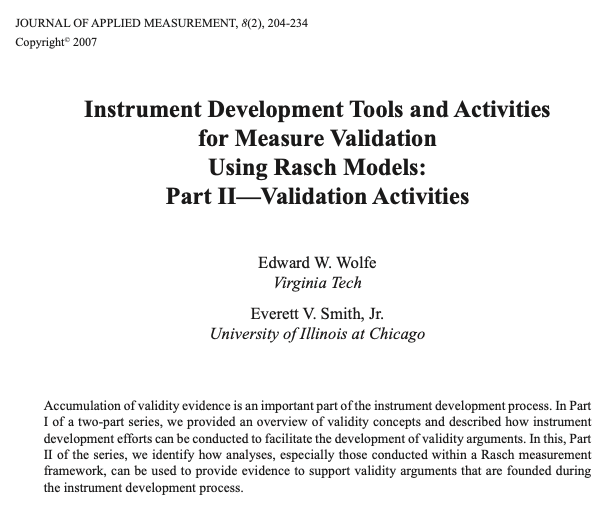 JOURNAL OF APPLIED MEASUREMENT, 8(2), 204-234
Copyright© 2007
Instrument Development Tools and Activities
for Measure Validation
Using Rasch Models:
Part II—Validation Activities
Edward W. Wolfe
Virginia Tech
Everett V. Smith, Jr.
University of Illinois at Chicago
Accumulation of validity evidence is an important part of the instrument development process. In Part
I of a two-part series, we provided an overview of validity concepts and described how instrument
development efforts can be conducted to facilitate the development of validity arguments. In this, Part
II of the series, we identify how analyses, especially those conducted within a Rasch measurement
framework, can be used to provide evidence to support validity arguments that are founded during
the instrument development process.